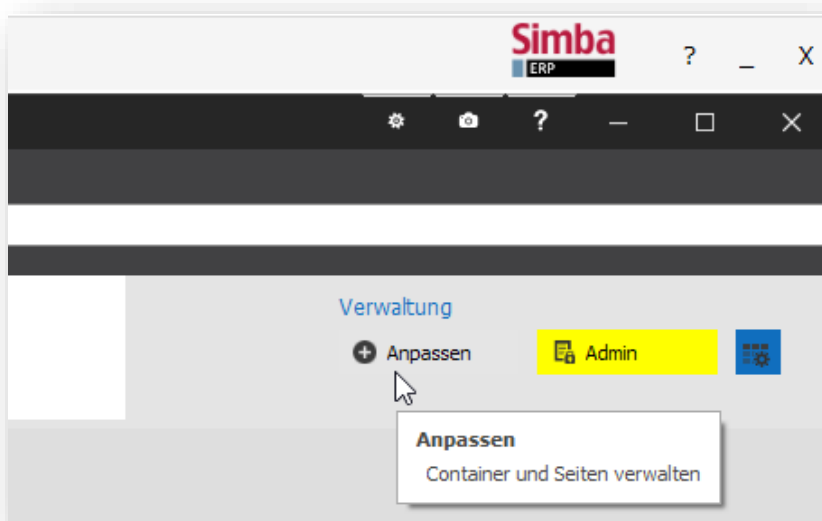 Simba
ERP
? _ X
?
Verwaltung
Anpassen Admin
Anpassen
Container und Seiten verwalten